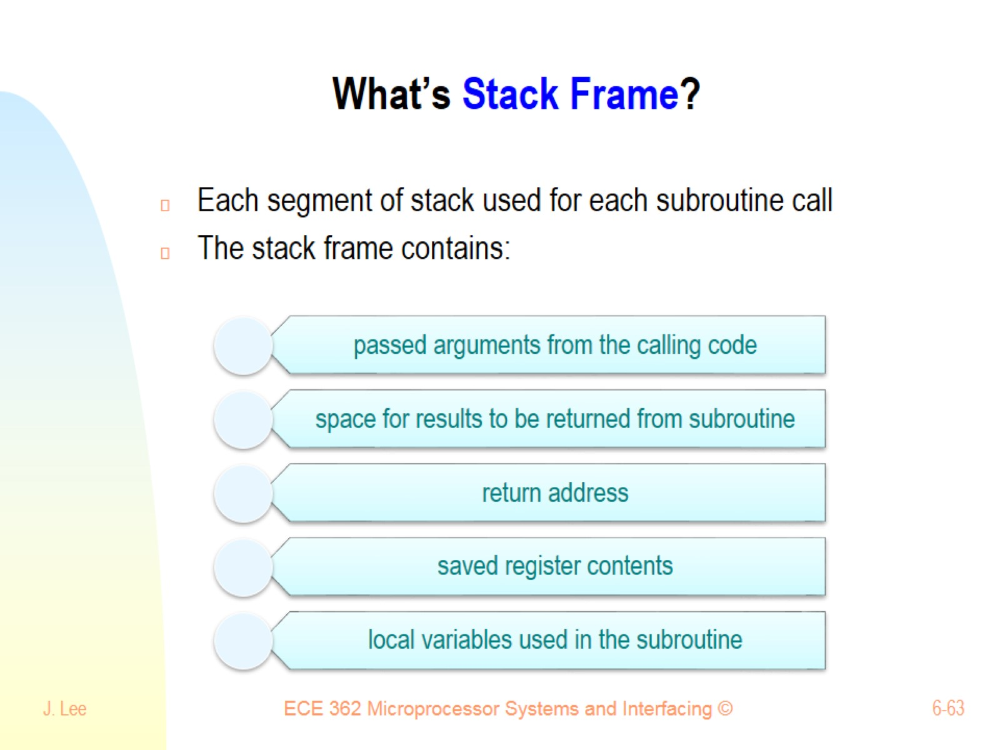 What's Stack Frame?
Each segment of stack used for each subroutine call
The stack frame contains:
passed arguments from the calling code
space for results to be returned from subroutine
return address
saved register contents
local variables used in the subroutine
J. Lee
ECE 362 Microprocessor Systems and Interfacing ©
6-63